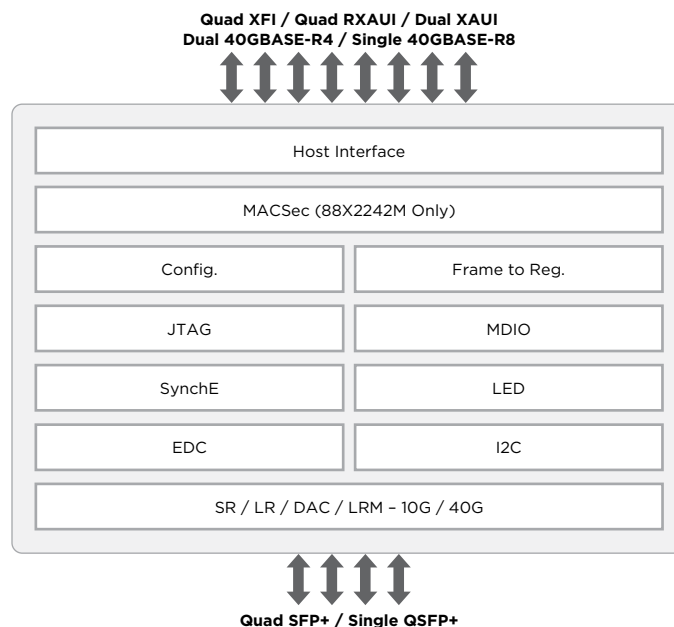 Quad XFI / Quad RXAUI / Dual XAUI
Dual 40GBASE-R4 / Single 40GBASE-R8
Host Interface
MACSec (88X2242M Only)
Config.
Frame to Reg.
JTAG
MDIO
SynchE
LED
EDC
I2C
SR / LR / DAC / LRM – 10G / 40G
Quad SFP+ / Single QSFP+